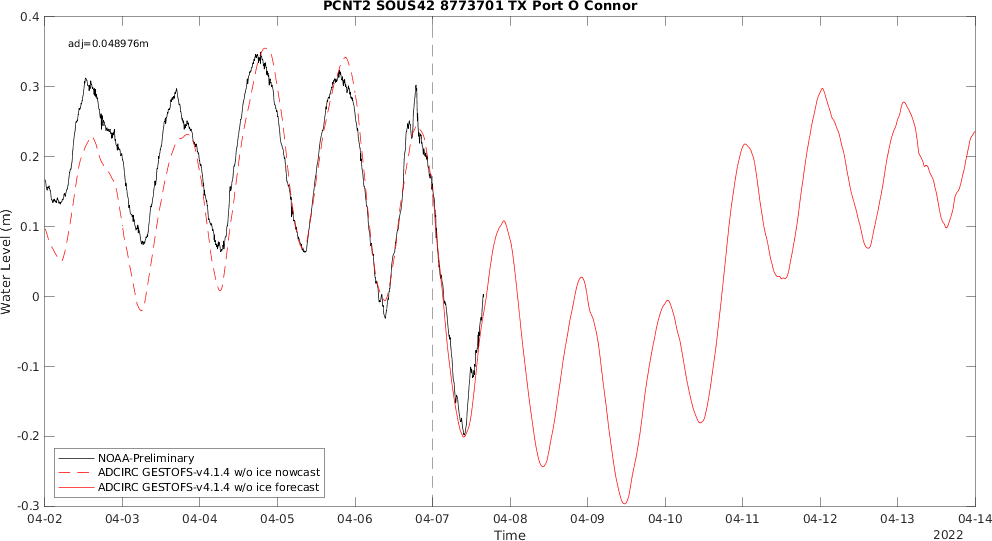 PCNT2 SOUS42 8773701 TX Port O Connor
adj=0.048976m
0.4
0.3
0.2
0.1
0
-0.1
-0.2
-0.3
Water Level (m)
NOAA-Preliminary
ADCIRC GESTOFS-v4.1.4 w/o ice nowcast
ADCIRC GESTOFS-v4.1.4 w/o ice forecast
04-02 04-03 04-04 04-05 04-06 04-07 04-08 04-09 04-10 04-11 04-12 04-13 04-14
Time
2022